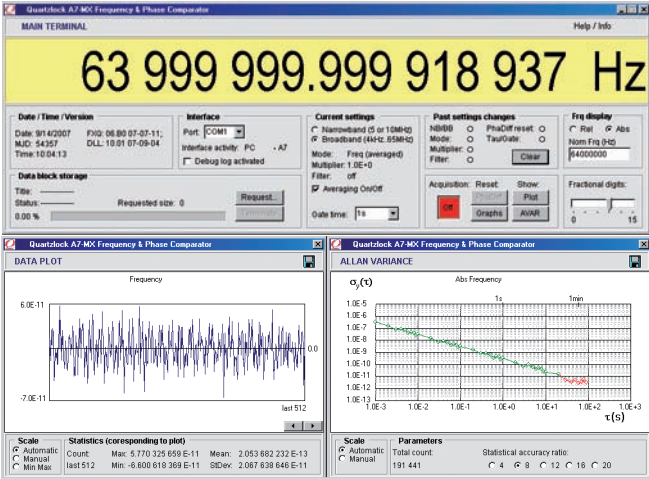 Quartzlock A7-MX Frequency & Phase Comparator
MAIN TERMINAL
Help / Info
63 999 999.999 918 937 Hz
Date / Time / Version
Date: 9/14/2007
FXQ: 06.B0 07-07-11;
MJD: 54357
DLL: 10.01 07-09-04
Time: 10:04:13
Interface
Port: COM1
Interface activity: PC - A7
Debug log activated
Data block storage
Title: -----
Status: -----
Requested size: 0
0.00 %
Request...
Current settings
Narrowband (5 or 10MHz)
Broadband (4kHz..65MHz)
Mode: Freq (averaged)
Multiplier: 1.0E+0
Filter: off
Averaging On/Off
Gate time: 1s
Past settings changes
NB/BB
PhaDif reset:
Mode:
Tau/Gate:
Multiplier:
Filter:
Clear
Acquisition:
Reset:
Show:
Off
PhaDif
Plot
Graphs
AVAR
Frq display
Rel
Abs
Nom Frq (Hz)
64000000
Fractional digits:
0
15
Quartzlock A7-MX Frequency & Phase Comparator
DATA PLOT
Frequency
6.0E-11
0.0
-7.0E-11
last 512
Scale
Automatic
Manual
Min Max
Statistics (coresponding to plot)
Count: Max: 5.770 325 659 E-11 Mean: 2.053 682 232 E-13
last 512 Min: -6.600 618 369 E-11 StDev: 2.067 638 646 E-11
Quartzlock A7-MX Frequency & Phase Comparator
ALLAN VARIANCE
Abs Frequency
σy(τ)
1s
1min
1.0E-5
1.0E-6
1.0E-7
1.0E-8
1.0E-9
1.0E-10
1.0E-11
1.0E-12
1.0E-13
1.0E-3 1.0E-2 1.0E-1 1.0E+0 1.0E+1 1.0E+2 1.0E+3
τ(s)
Scale
Automatic
Manual
Parameters
Total count:
191 441
Statistical accuracy ratio:
4 8 12 16 20